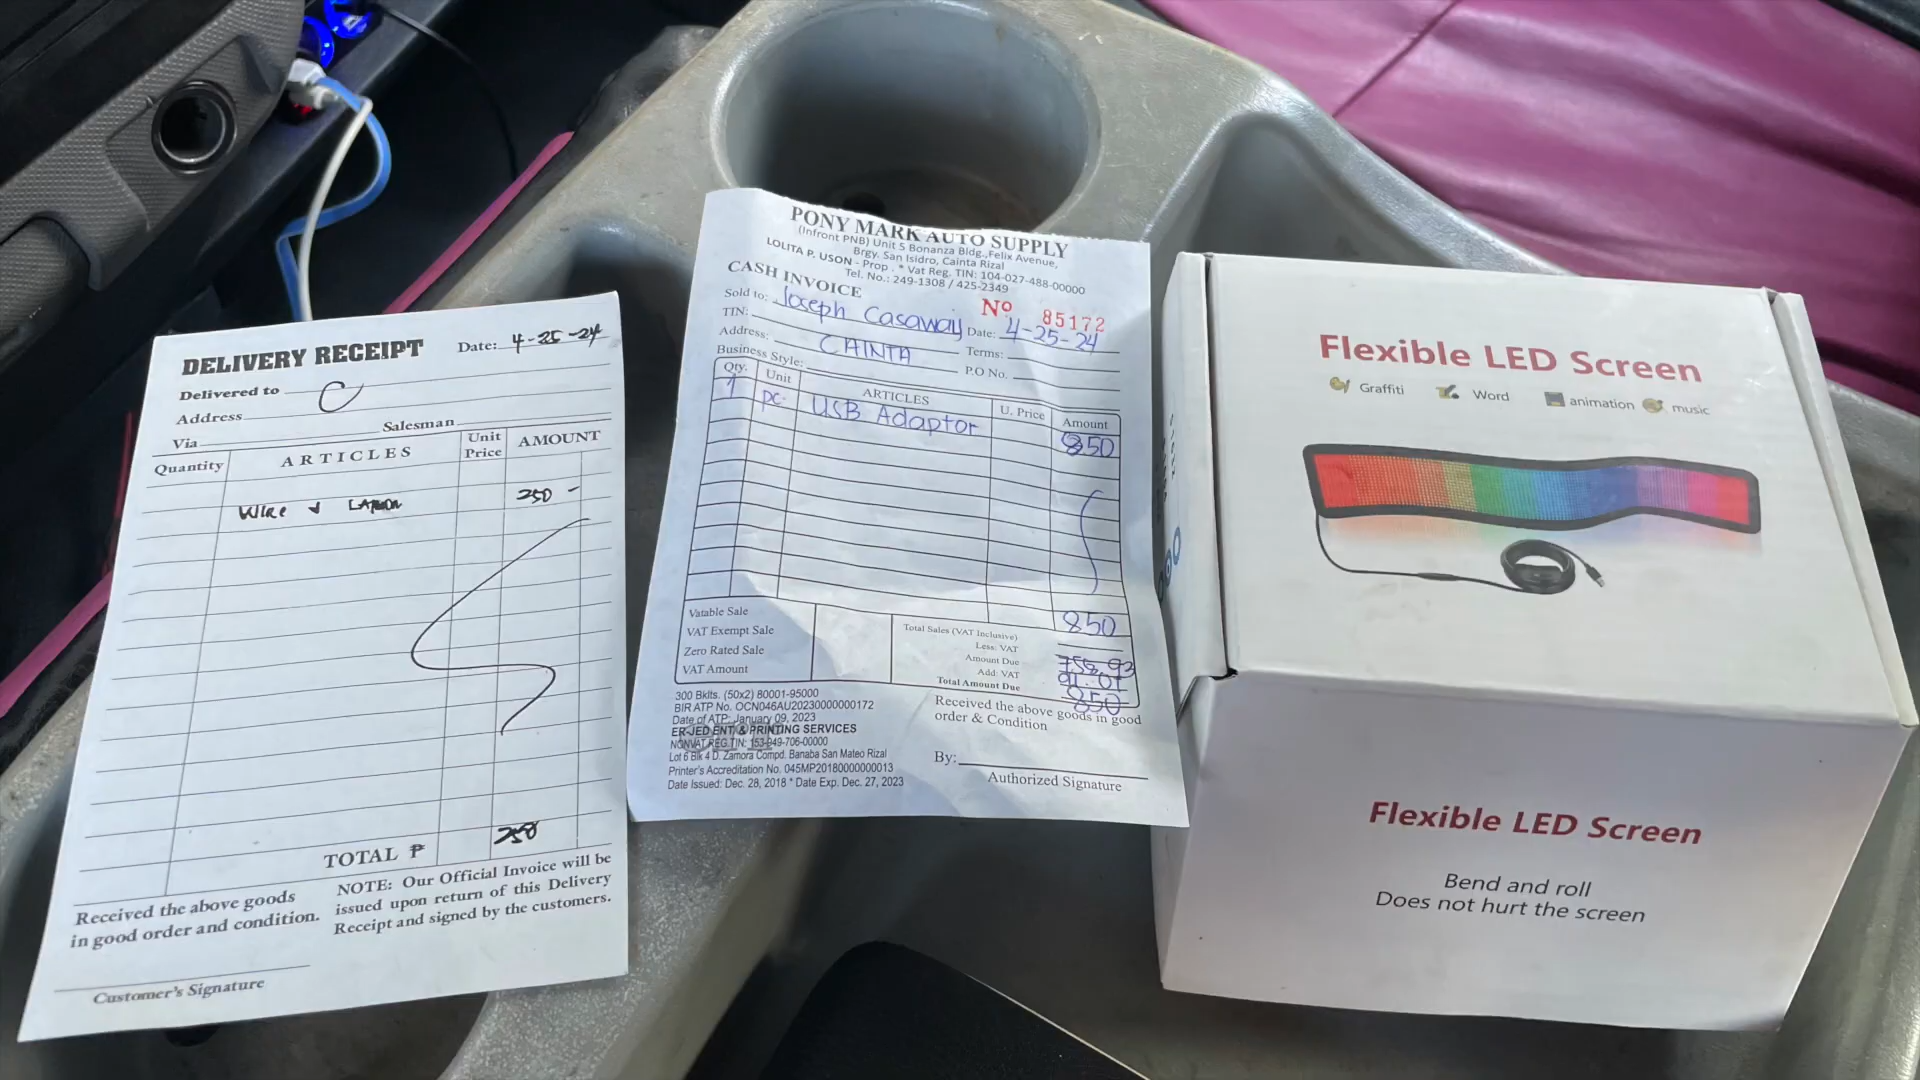 DELIVERY RECEIPT
Date: 4-25-24
Delivered to
Address
Via Salesman
Quantity ARTICLES Unit Price AMOUNT
WIRE & 250 -
TOTAL ₱ 250
Received the above goods
in good order and condition.
NOTE: Our Official Invoice will be
issued upon return of this Delivery
Receipt and signed by the customers.
Customer's Signature
PONY MARK AUTO SUPPLY
(Infront PNB) Unit 5 Bonanza Bldg.,Felix Avenue,
Brgy. San Isidro, Cainta Rizal
LOLITA P. USON - Prop . * Vat Reg. TIN: 104-027-488-00000
Tel. No.: 249-1308 / 425-2349
CASH INVOICE
Nº 85172
Sold to: Joseph Casaway Date: 4-25-24
TIN: Terms:
Address: CAINTA P.O No.
Business Style:
Qty. Unit ARTICLES U. Price Amount
1 pc. USB Adaptor 850
Vatable Sale
VAT Exempt Sale
Zero Rated Sale
VAT Amount
Total Sales (VAT Inclusive) 850
Less: VAT
Amount Due 758.93
Add: VAT 91.07
Total Amount Due 850
300 Bklts. (50x2) 80001-95000
BIR ATP No. OCN046AU20230000000172
Date of ATP: January 09, 2023
ER-JED ENT & PRINTING SERVICES
NONVAT REG.TIN: 153-949-706-00000
Lot 6 Blk 4 D. Zamora Compd. Banaba San Mateo Rizal
Printer's Accreditation No. 045MP20180000000013
Date Issued: Dec. 28, 2018 * Date Exp. Dec. 27, 2023
Received the above goods in good
order & Condition
By:
Authorized Signature
Flexible LED Screen
Graffiti Word animation music
Flexible LED Screen
Bend and roll
Does not hurt the screen